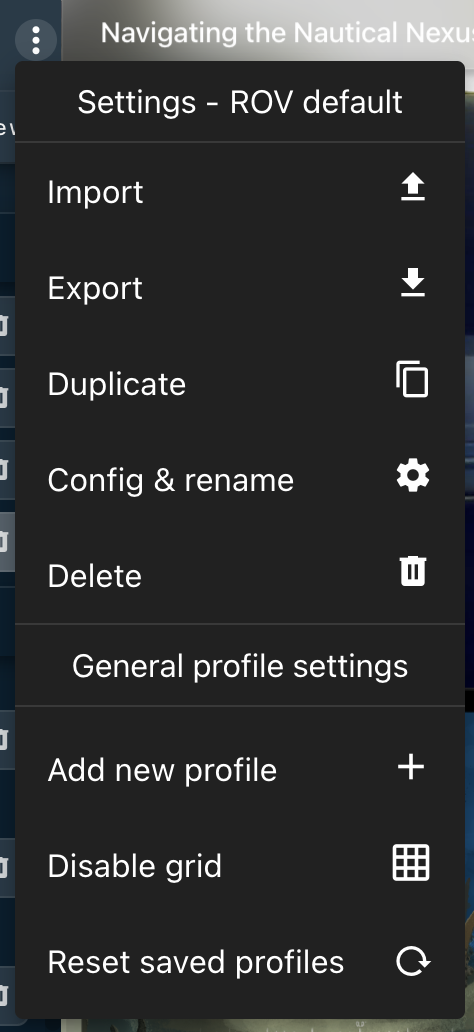 Navigating the Nautical
Settings - ROV default
Import
Export
Duplicate
Config & rename
Delete
General profile settings
Add new profile
Disable grid
Reset saved profiles